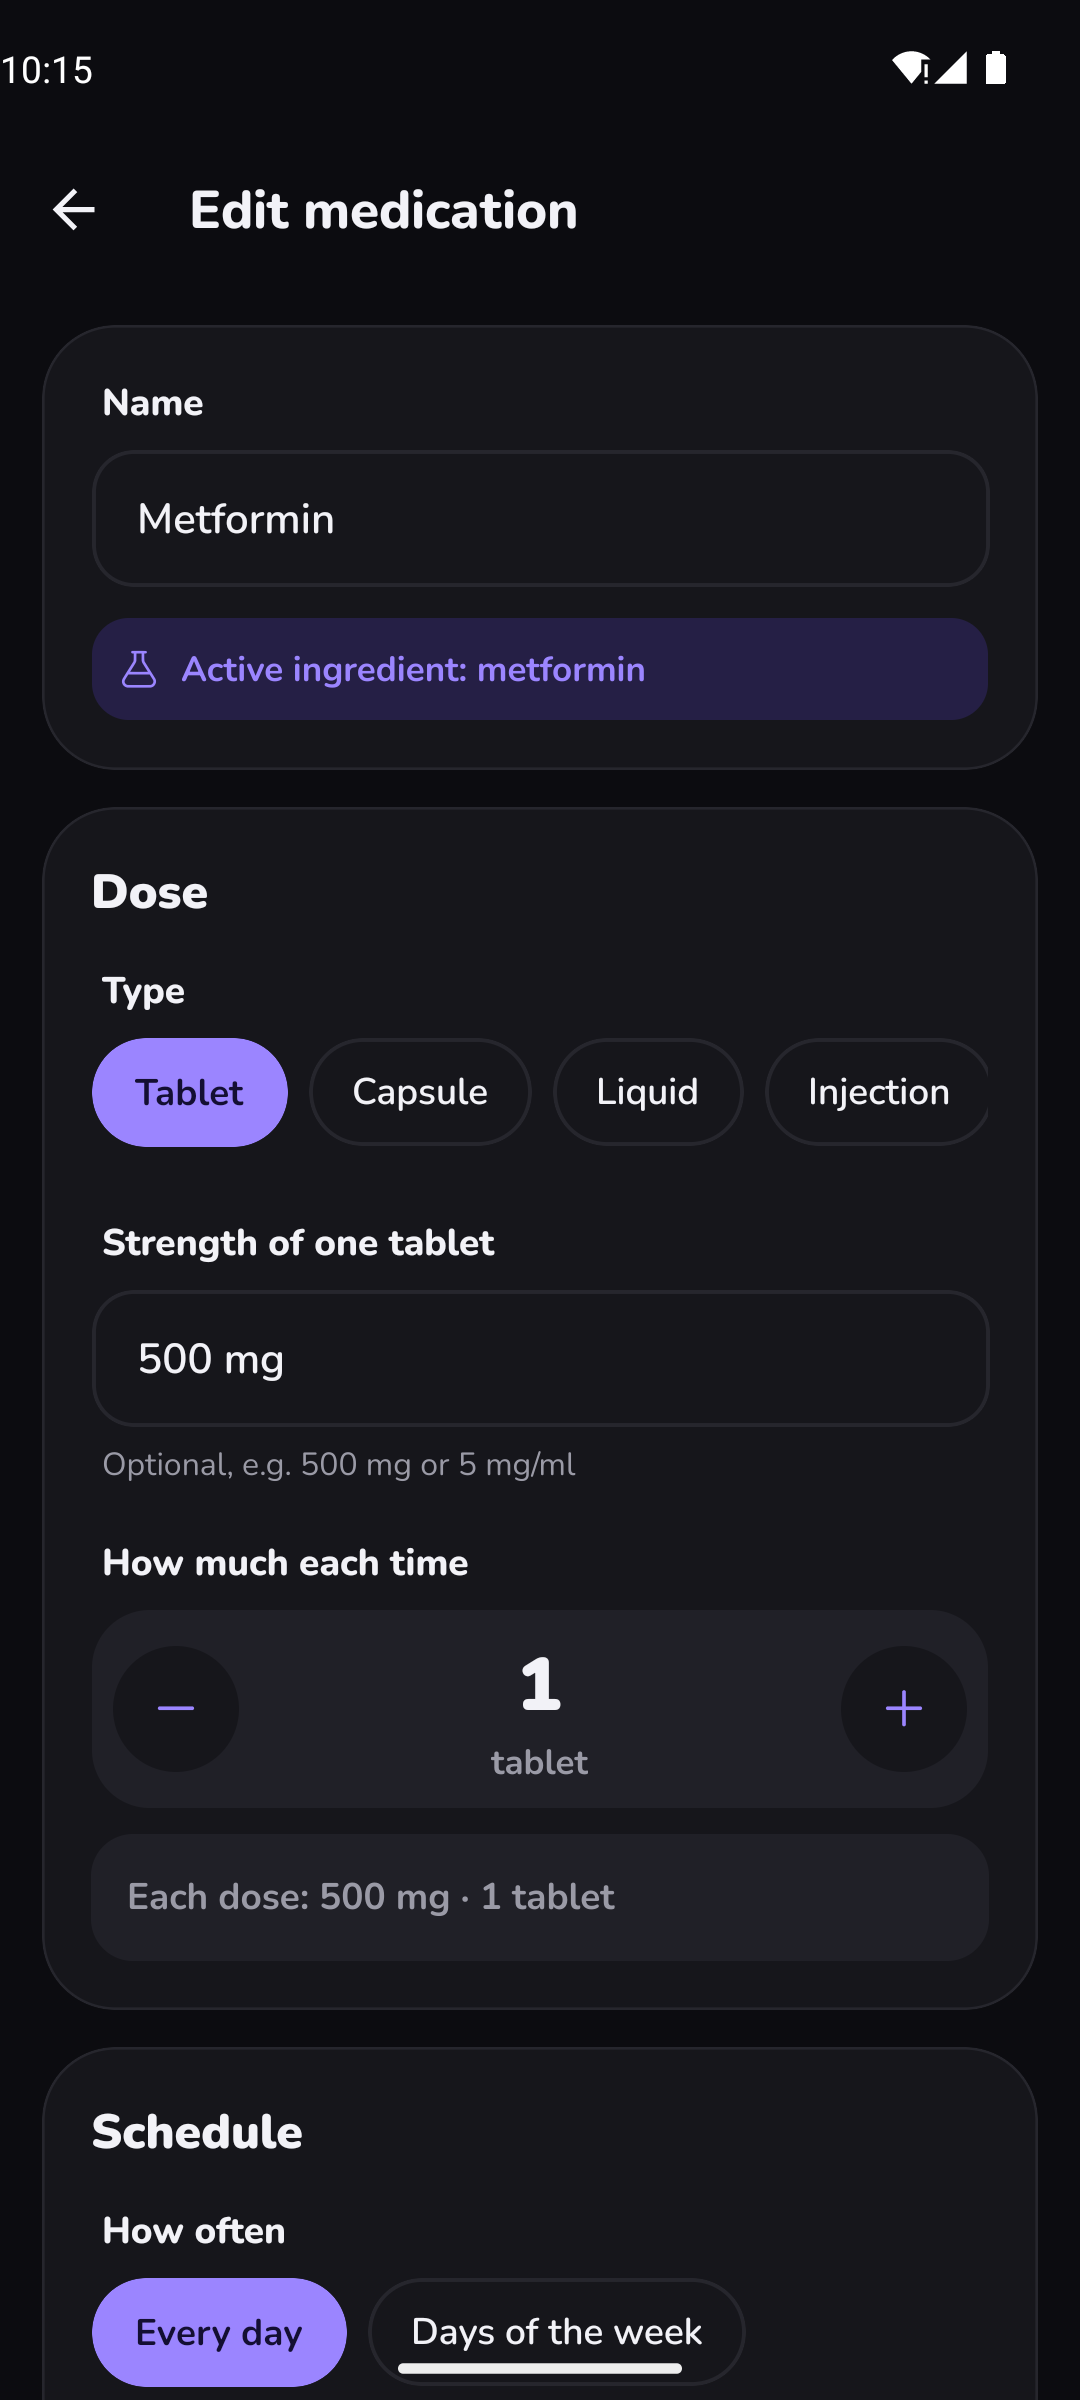 10:15
Edit medication
Name
Metformin
Active ingredient: metformin
Dose
Type
Tablet Capsule Liquid Injection
Strength of one tablet
500 mg
Optional, e.g. 500 mg or 5 mg/ml
How much each time
1
tablet
Each dose: 500 mg · 1 tablet
Schedule
How often
Every day Days of the week